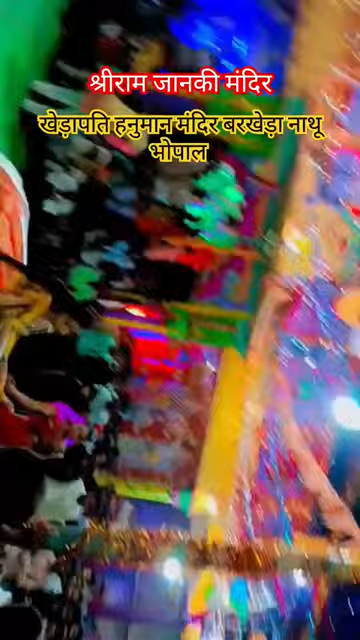 श्रीराम जानकी मंदिर
खेड़ापति हनुमान मंदिर बरखेड़ा नाथू
भोपाल